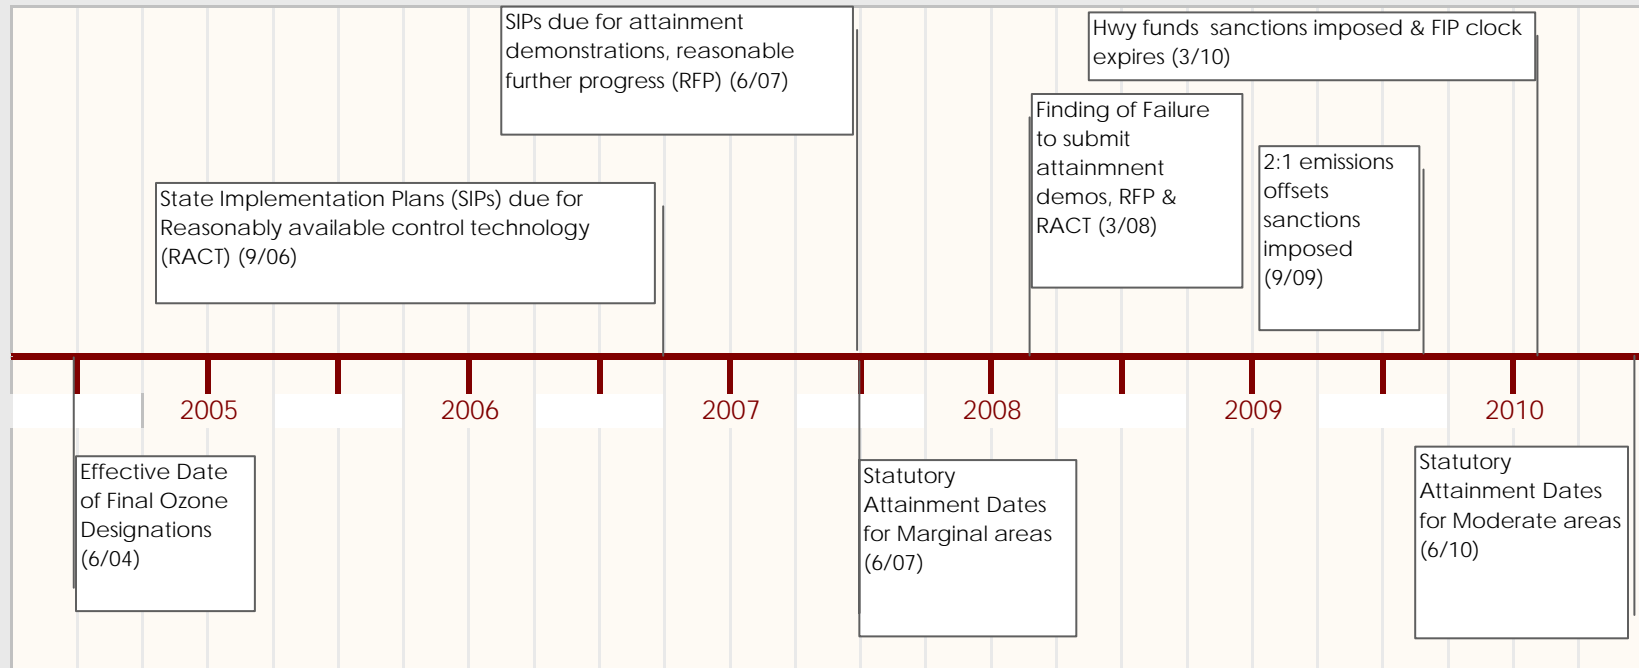 SIPs due for attainment
demonstrations, reasonable
further progress (RFP) (6/07)
Hwy funds  sanctions imposed & FIP clock
expires (3/10)
Finding of Failure
to submit
attainmnent
demos, RFP &
RACT (3/08)
2:1 emissions
offsets
sanctions
imposed
(9/09)
State Implementation Plans (SIPs) due for
Reasonably available control technology
(RACT) (9/06)
2005
2006
2007
2008
2009
2010
Effective Date
of Final Ozone
Designations
(6/04)
Statutory
Attainment Dates
for Marginal areas
(6/07)
Statutory
Attainment Dates
for Moderate areas
(6/10)